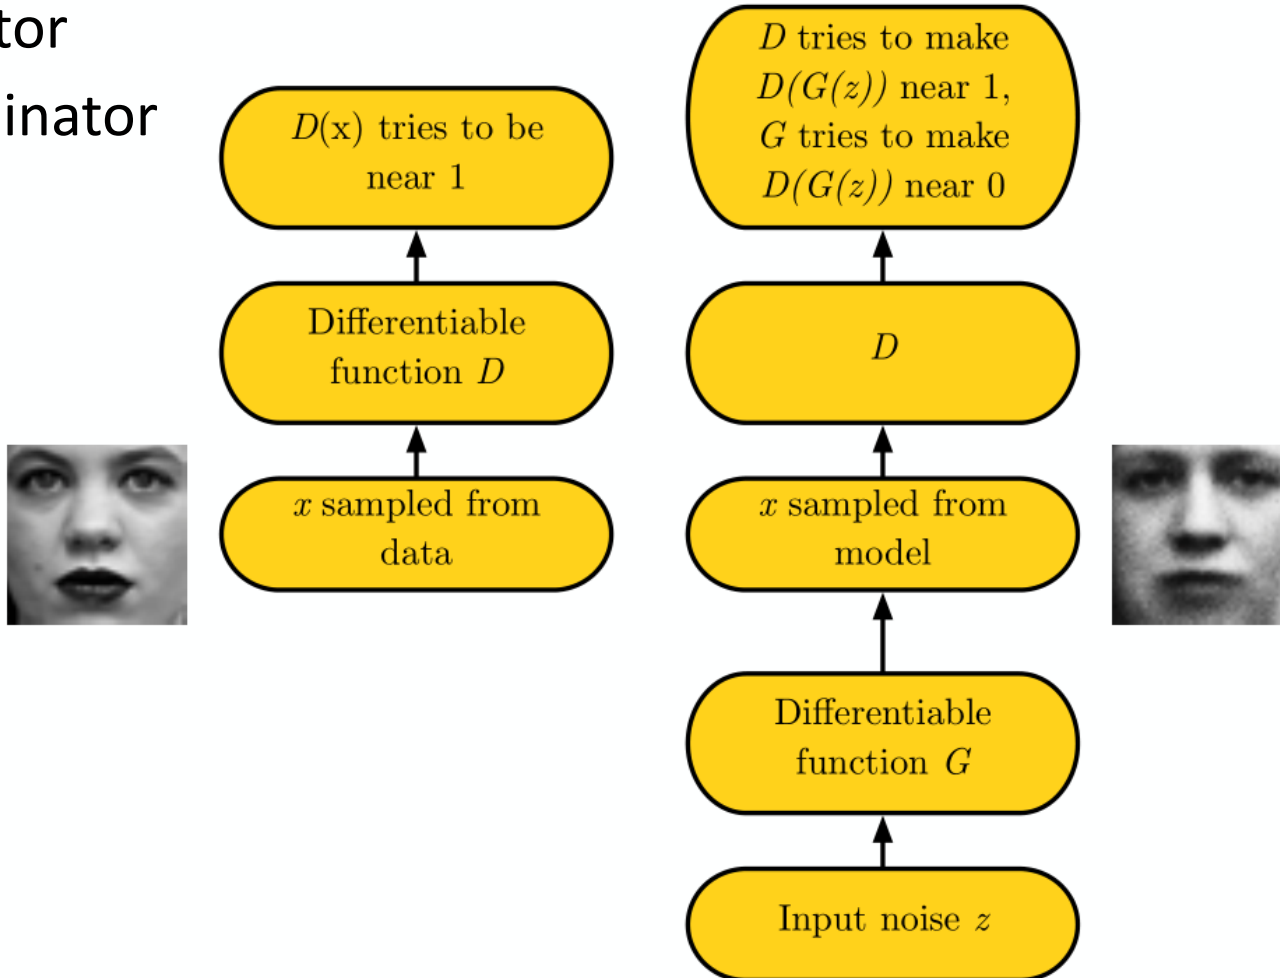 tor
inator
D(x) tries to be
near 1
Differentiable
function D
x sampled from
data
D tries to make
D(G(z)) near 1,
G tries to make
D(G(z)) near 0
D
x sampled from
model
Differentiable
function G
Input noise z